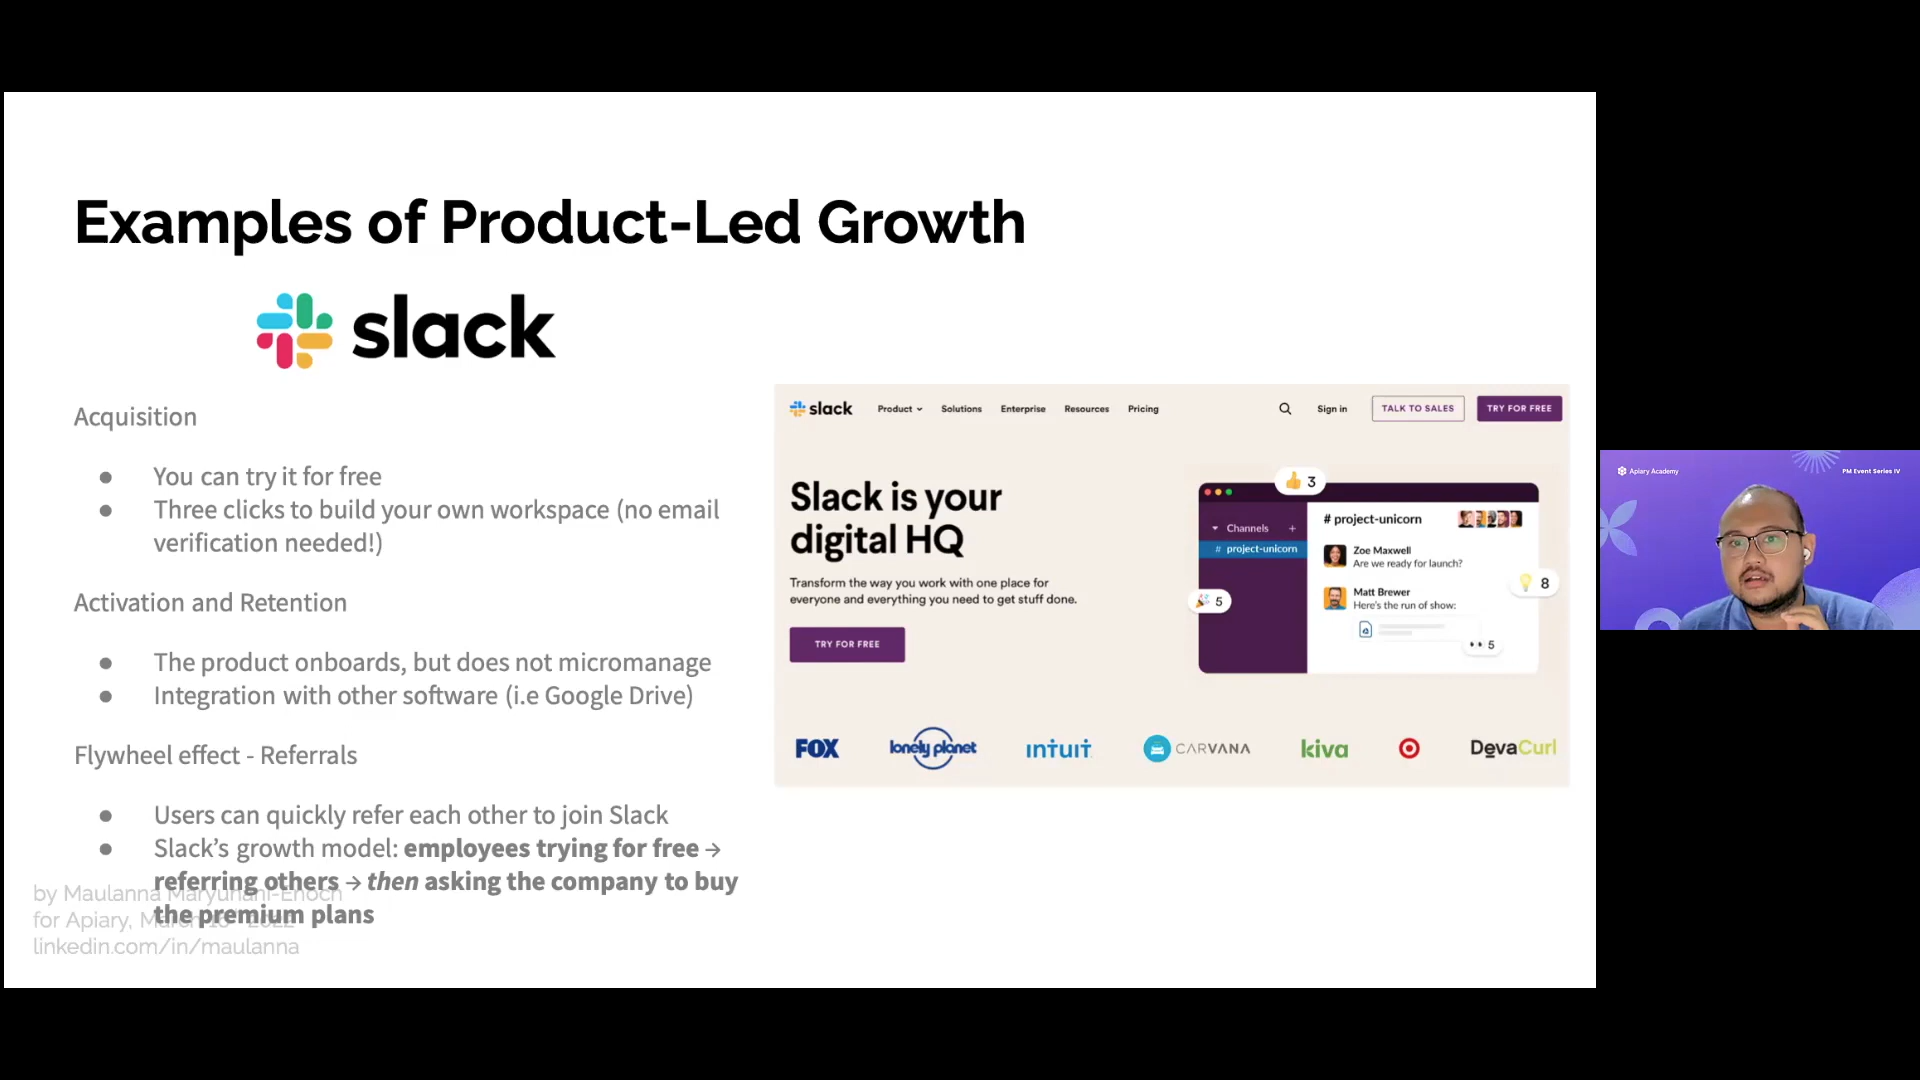 Examples of Product-Led Growth
slack
Acquisition
● You can try it for free
● Three clicks to build your own workspace (no email
verification needed!)
Activation and Retention
● The product onboards, but does not micromanage
● Integration with other software (i.e Google Drive)
Flywheel effect - Referrals
● Users can quickly refer each other to join Slack
● Slack’s growth model: employees trying for free →
referring others → then asking the company to buy
the premium plans
by Maulanna Maryunani-Enoch
for Apiary, March 2022
linkedin.com/in/maulanna
slack Product Solutions Enterprise Resources Pricing Sign in TALK TO SALES TRY FOR FREE
Slack is your
digital HQ
Transform the way you work with one place for
everyone and everything you need to get stuff done.
TRY FOR FREE
3
Channels +
# project-unicorn
# project-unicorn
Zoe Maxwell
Are we ready for launch?
Matt Brewer
Here’s the run of show:
8
5
5
FOX lonely planet intuit CARVANA kiva DevaCurl
Apiary Academy
PM Event Series IV